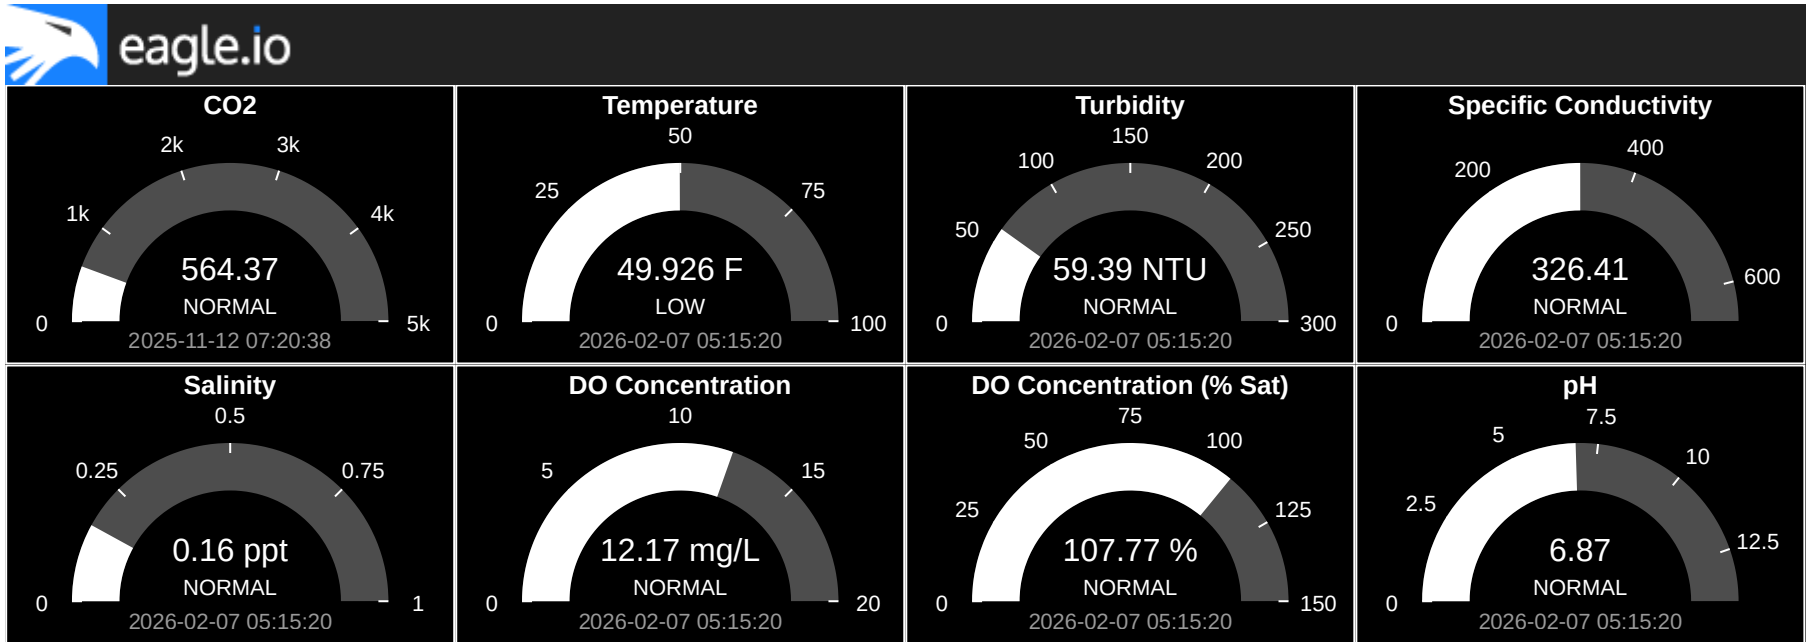 eagle.io
CO2
2k
3k
1k
4k
564.37
NORMAL
0
5k
2025-11-12 07:20:38
Temperature
50
25
75
49.926 F
LOW
0
100
2026-02-07 05:15:20
Turbidity
150
100
200
50
250
59.39 NTU
NORMAL
0
300
2026-02-07 05:15:20
Specific Conductivity
400
200
326.41
600
NORMAL
0
2026-02-07 05:15:20
Salinity
0.5
0.25
0.75
0.16 ppt
NORMAL
0
1
2026-02-07 05:15:20
DO Concentration
10
5
15
12.17 mg/L
NORMAL
0
20
2026-02-07 05:15:20
DO Concentration (% Sat)
75
50
100
25
125
107.77 %
NORMAL
0
150
2026-02-07 05:15:20
pH
7.5
5
10
2.5
12.5
6.87
NORMAL
0
2026-02-07 05:15:20